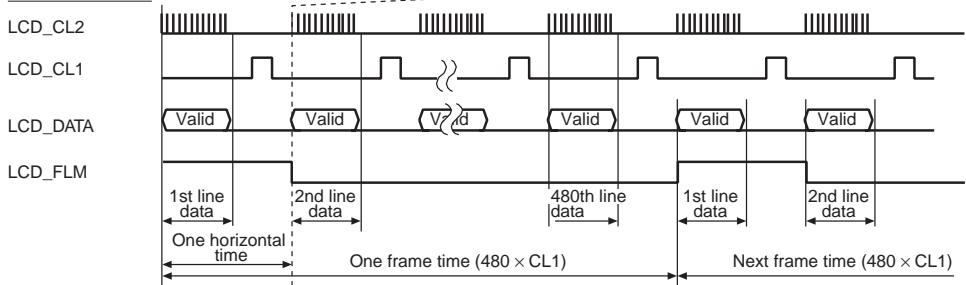 LCD_CL2
LCD_CL1
LCD_DATA
Valid
Valid
Valid
Valid
Valid
Valid
LCD_FLM
1st line
data
2nd line
data
480th line
data
1st line
data
2nd line
data
One horizontal
time
One frame time (480 × CL1)
Next frame time (480 × CL1)